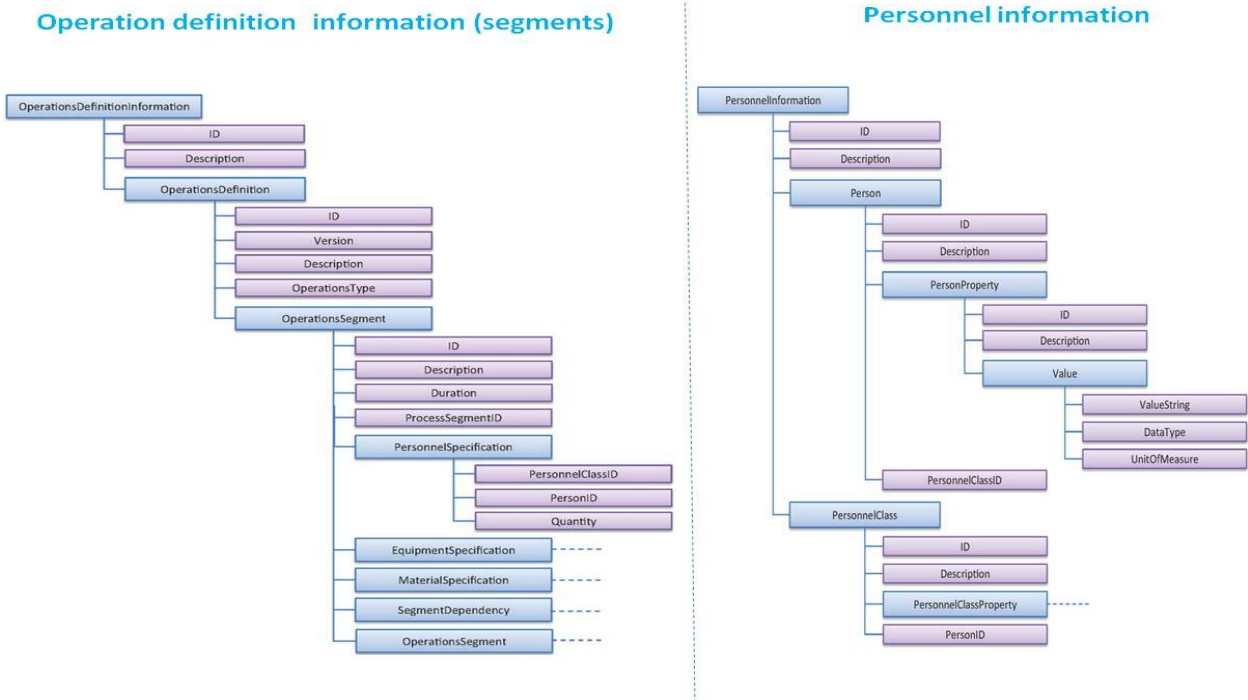 Operation definition information (segments)
OperationsDefinitionInformation
ID
Description
OperationsDefinition
ID
Version
Description
OperationsType
OperationsSegment
ID
Description
Duration
ProcessSegmentID
PersonnelSpecification
PersonnelClassID
PersonID
Quantity
EquipmentSpecification
MaterialSpecification
SegmentDependency
OperationsSegment
Personnel information
PersonnelInformation
ID
Description
Person
ID
Description
PersonProperty
ID
Description
Value
ValueString
DataType
UnitOfMeasure
PersonnelClassID
PersonnelClass
ID
Description
PersonnelClassProperty
PersonID